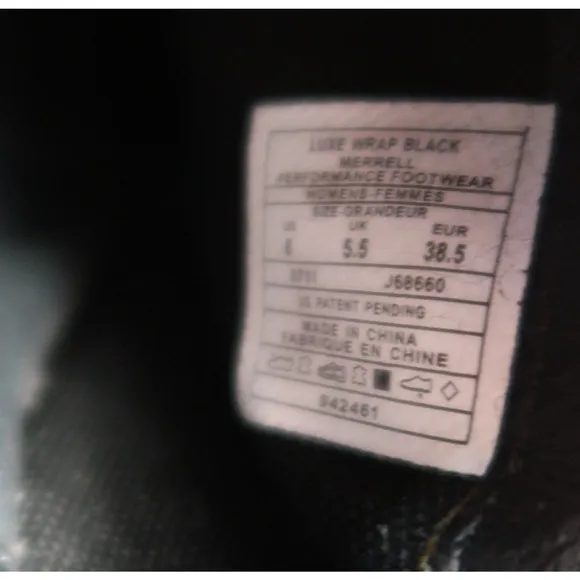 LUXE WRAP BLACK
MERRELL
PERFORMANCE FOOTWEAR
WOMENS-FEMMES
SIZE-GRANDEUR
US UK EUR
5.5 38.5
J68660
US PATENT PENDING
MADE IN CHINA
FABRIQUE EN CHINE
942461